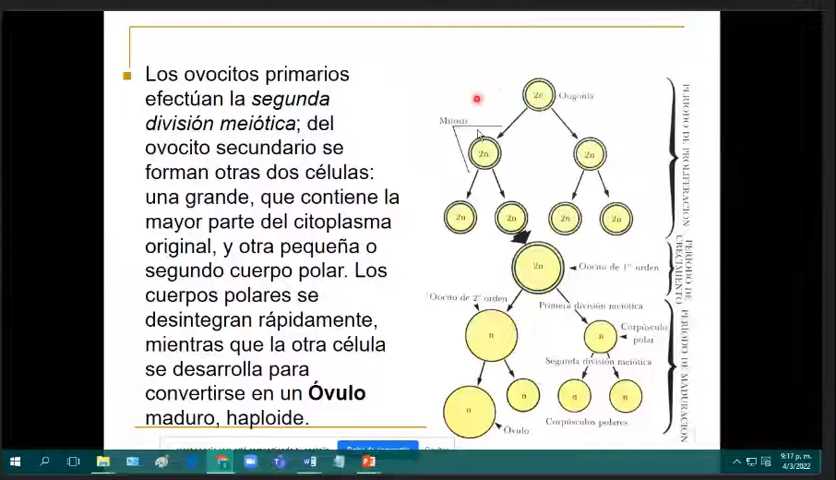 Los ovocitos primarios
efectúan la segunda
división meiótica; del
ovocito secundario se
forman otras dos células:
una grande, que contiene la
mayor parte del citoplasma
original, y otra pequeña o
segundo cuerpo polar. Los
cuerpos polares se
desintegran rápidamente,
mientras que la otra célula
se desarrolla para
convertirse en un Óvulo
maduro, haploide.
2n
Oogonia
Mitosis
2n
2n
2n
2n
2n
2n
PERIODO DE PROLIFERACION
2n
Oocito de 1er orden
PERIODO DE
CRECIMIENTO
Oocito de 2º orden
Primera división meiótica
n
n
Corpúsculo
polar
Segunda división meiótica
n
n
n
n
Óvulo
Corpúsculos polares
PERIODO DE MADURACION
9:17 p. m.
4/3/2022